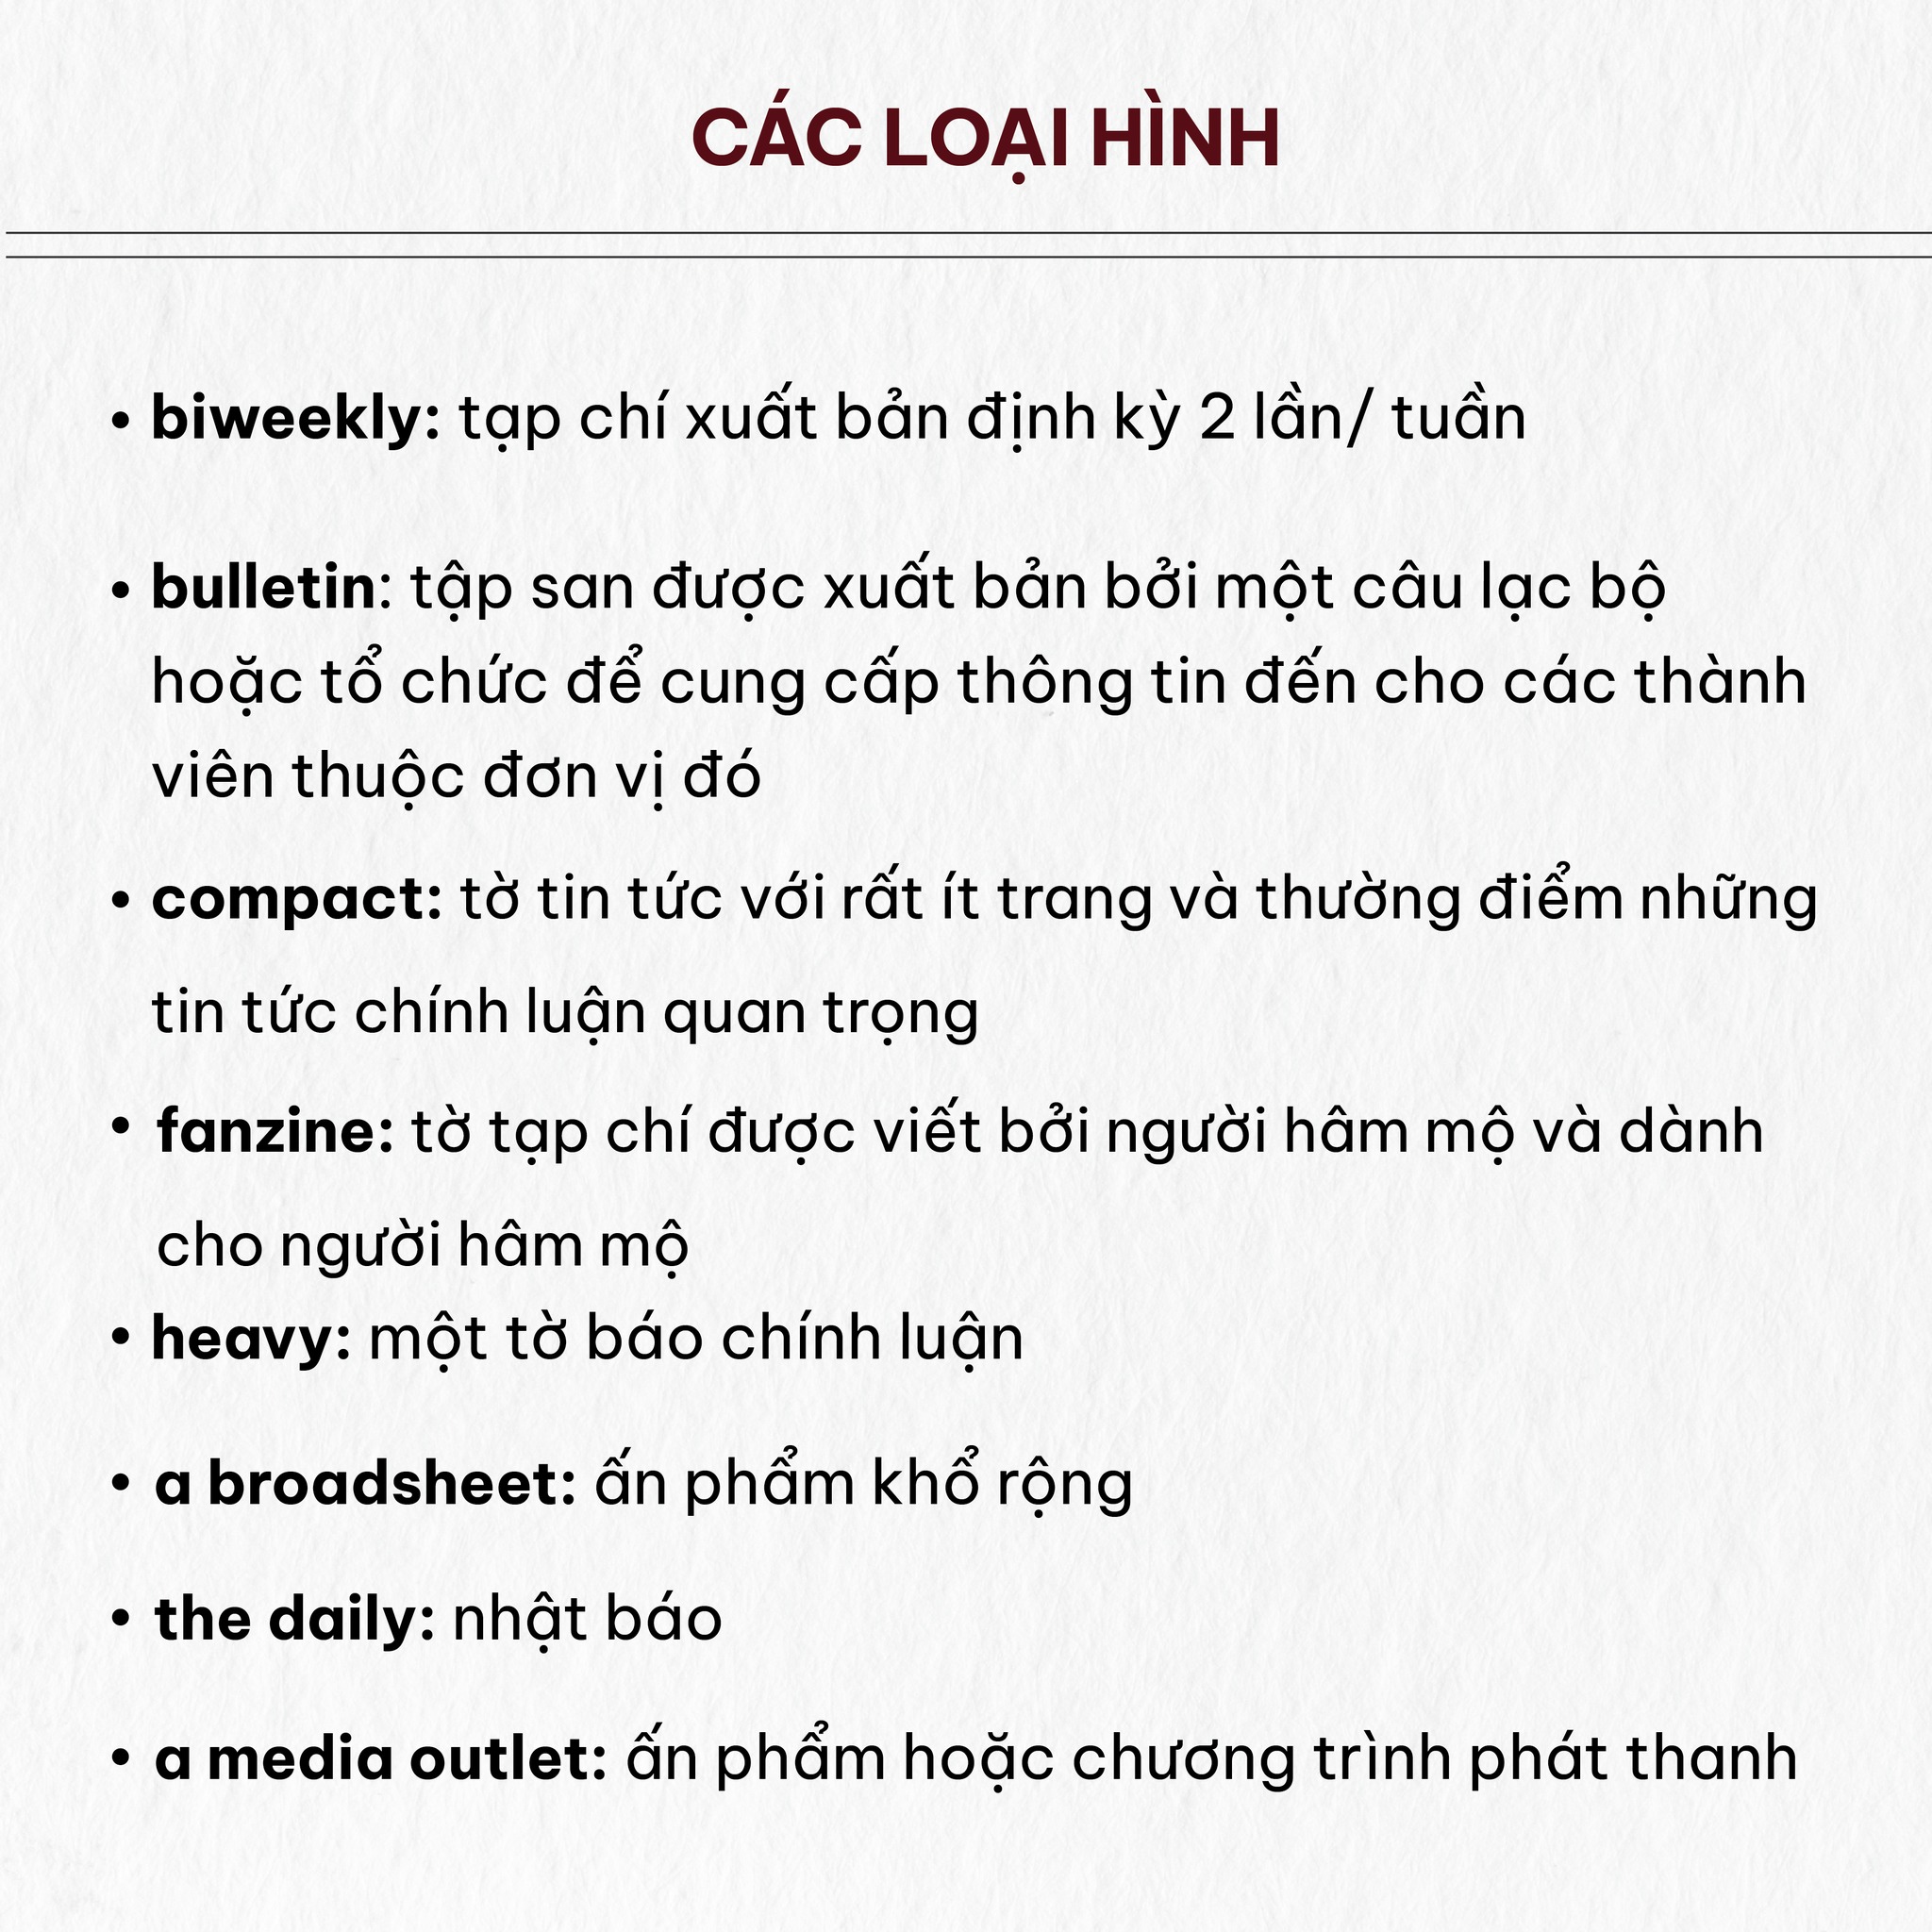 CÁC LOẠI HÌNH
• biweekly: tạp chí xuất bản định kỳ 2 lần/ tuần
• bulletin: tập san được xuất bản bởi một câu lạc bộ
hoặc tổ chức để cung cấp thông tin đến cho các thành
viên thuộc đơn vị đó
• compact: tờ tin tức với rất ít trang và thường điểm những
tin tức chính luận quan trọng
• fanzine: tờ tạp chí được viết bởi người hâm mộ và dành
cho người hâm mộ
• heavy: một tờ báo chính luận
• a broadsheet: ấn phẩm khổ rộng
• the daily: nhật báo
• a media outlet: ấn phẩm hoặc chương trình phát thanh